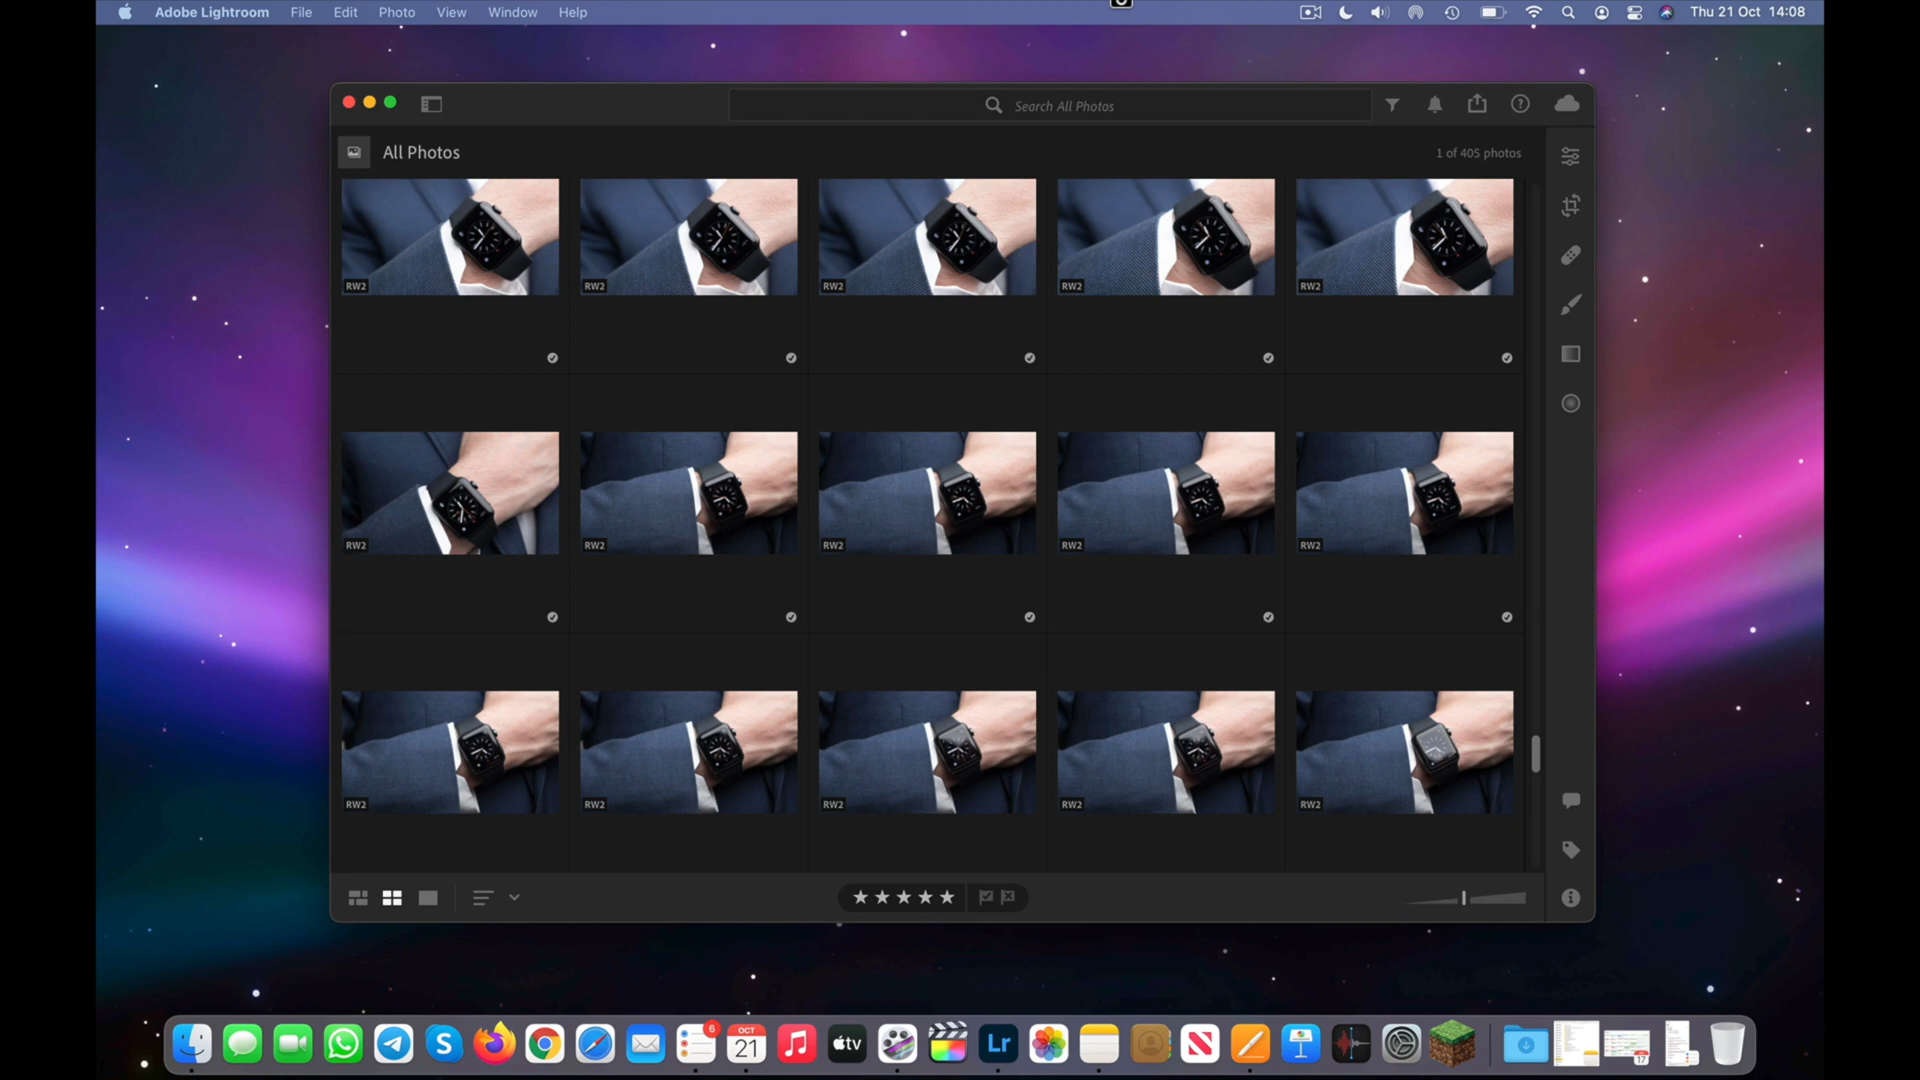 Adobe Lightroom File Edit Photo View Window Help Thu 21 Oct 14:08
Search All Photos
All Photos 1 of 405 photos
RW2 RW2 RW2 RW2 RW2
RW2 RW2 RW2 RW2 RW2
RW2 RW2 RW2 RW2 RW2
6 OCT
21 tv Lr 17